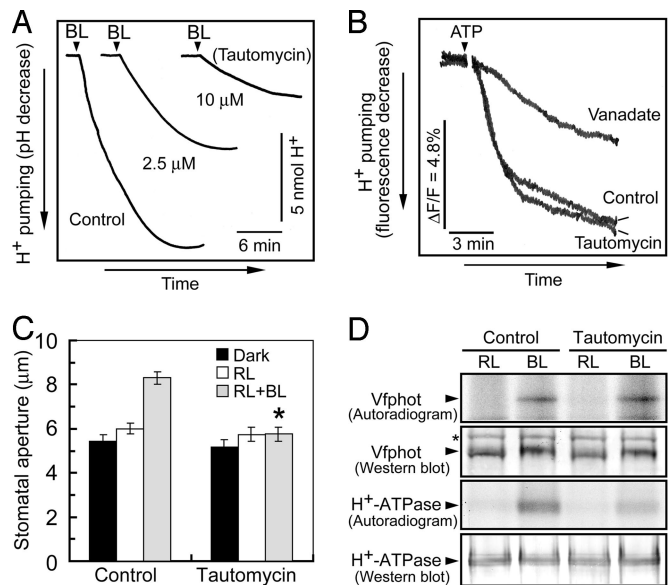 A
BL
BL
BL
(Tautomycin)
10 μM
2.5 μM
Control
5 nmol H+
6 min
H+ pumping (pH decrease)
Time
B
ATP
Vanadate
Control
Tautomycin
ΔF/F = 4.8%
3 min
H+ pumping
(fluorescence decrease)
Time
C
10
8
6
4
2
0
Stomatal aperture (μm)
Dark
RL
RL+BL
*
Control
Tautomycin
D
Control
Tautomycin
RL
BL
RL
BL
Vfphot
(Autoradiogram)
*
Vfphot
(Western blot)
H+-ATPase
(Autoradiogram)
H+-ATPase
(Western blot)